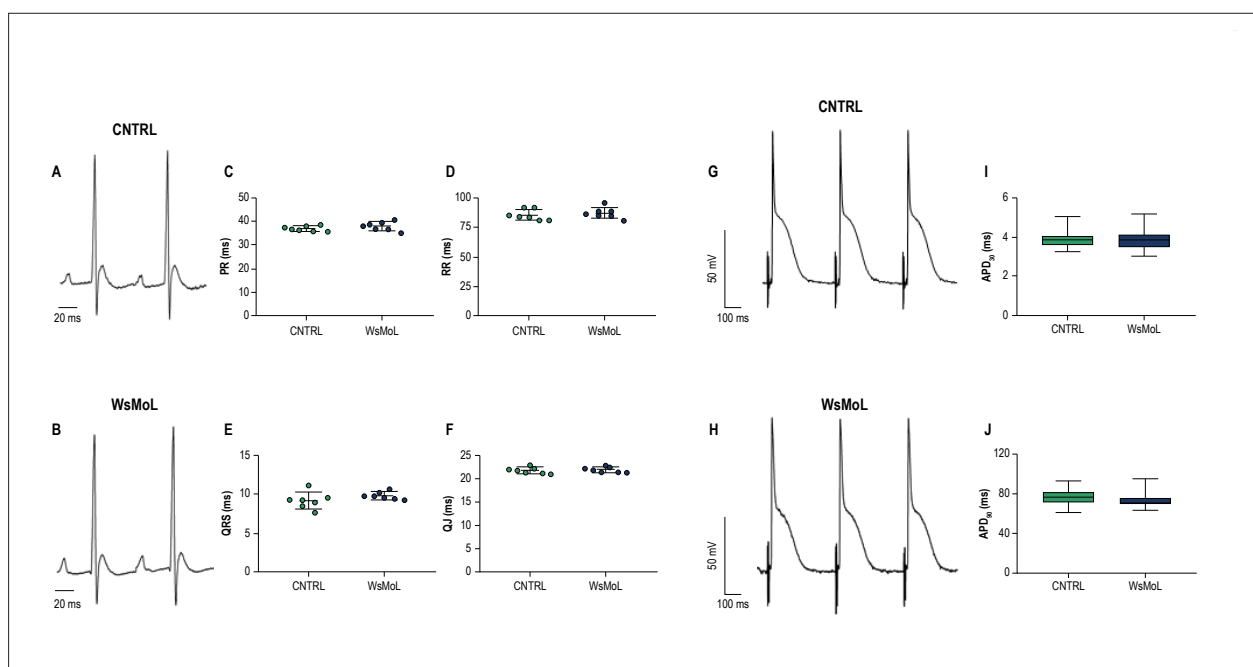 CNTRL
A
20 ms
C
PR (ms)
50
40
30
20
10
0
CNTRL
WsMoL
D
RR (ms)
100
75
50
25
0
CNTRL
WsMoL
CNTRL
G
50 mV
100 ms
I
APD30 (ms)
6
4
2
0
CNTRL
WsMoL
WsMoL
B
20 ms
E
QRS (ms)
15
10
5
0
CNTRL
WsMoL
F
QJ (ms)
25
20
15
10
5
0
CNTRL
WsMoL
WsMoL
H
50 mV
100 ms
J
APD90 (ms)
120
80
40
0
CNTRL
WsMoL